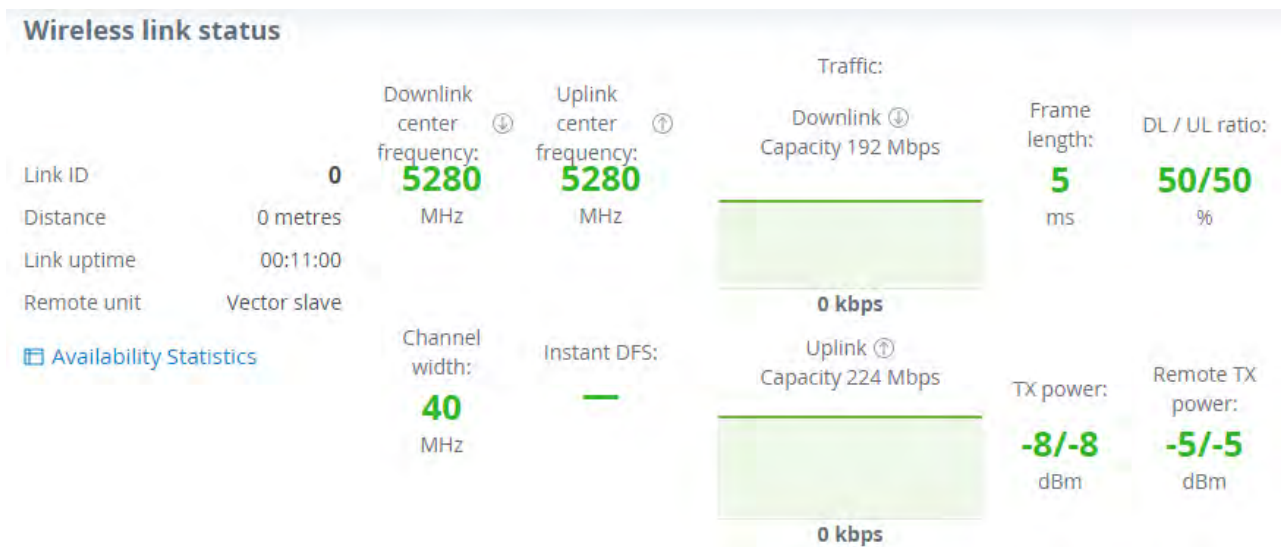 Wireless link status
Link ID 0
Distance 0 metres
Link uptime 00:11:00
Remote unit Vector slave
Availability Statistics
Downlink
center
frequency:
5280
MHz
Uplink
center
frequency:
5280
MHz
Channel
width:
40
MHz
Instant DFS:
—
Traffic:
Downlink
Capacity 192 Mbps
0 kbps
Uplink
Capacity 224 Mbps
0 kbps
Frame
length:
5
ms
DL / UL ratio:
50/50
%
TX power:
-8/-8
dBm
Remote TX
power:
-5/-5
dBm